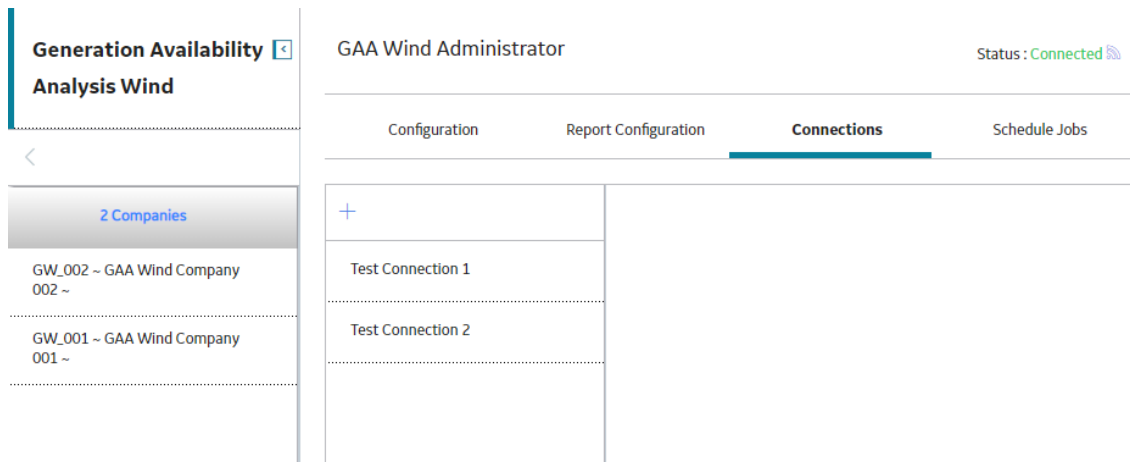 Generation Availability
Analysis Wind
2 Companies
GW_002 ~ GAA Wind Company
002 ~
GW_001 ~ GAA Wind Company
001 ~
GAA Wind Administrator
Status : Connected
Configuration
Report Configuration
Connections
Schedule Jobs
Test Connection 1
Test Connection 2